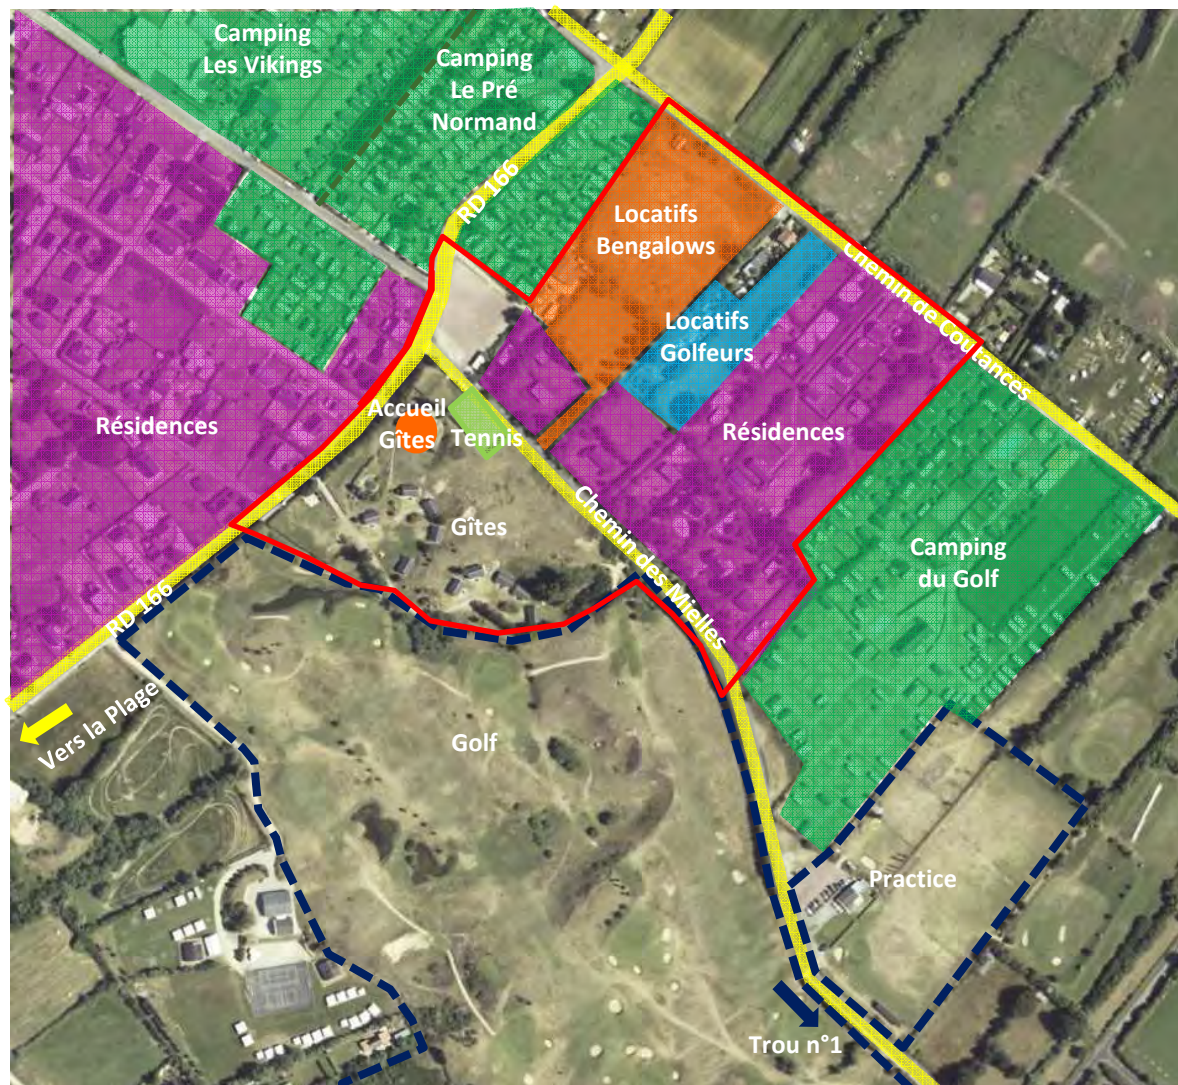 Camping
Les Vikings
Camping
Le Pré
Normand
RD 166
Locatifs
Bengalows
Chemin de Coutances
Locatifs
Golfeurs
Résidences
Accueil
Gîtes
Tennis
Résidences
Gîtes
Chemin des Mielles
Camping
du Golf
RD 166
Vers la Plage
Golf
Practice
Trou n°1